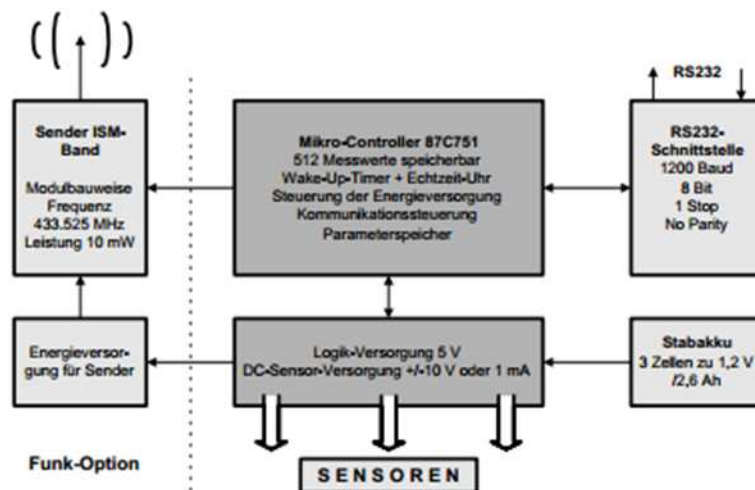 RS232
Sender ISM-
Band
Modulbauweise
Frequenz
433.525 MHz
Leistung 10 mW
Mikro-Controller 87C751
512 Messwerte speicherbar
Wake-Up-Timer + Echtzeit-Uhr
Steuerung der Energieversorgung
Kommunikationssteuerung
Parameterspeicher
RS232-
Schnittstelle
1200 Baud
8 Bit
1 Stop
No Parity
Energieversor-
gung für Sender
Logik-Versorgung 5 V
DC-Sensor-Versorgung +/-10 V oder 1 mA
Stabakku
3 Zellen zu 1,2 V
/2,6 Ah
Funk-Option
SENSOREN